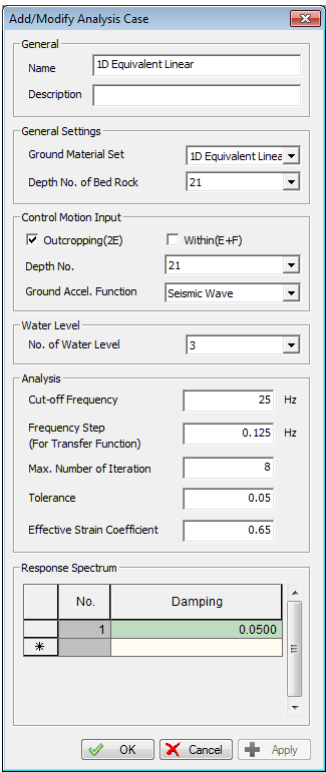 Add/Modify Analysis Case
General
Name 1D Equivalent Linear
Description
General Settings
Ground Material Set 1D Equivalent Linea
Depth No. of Bed Rock 21
Control Motion Input
Outcropping(2E) Within(E+F)
Depth No. 21
Ground Accel. Function Seismic Wave
Water Level
No. of Water Level 3
Analysis
Cut-off Frequency 25 Hz
Frequency Step
(For Transfer Function) 0.125 Hz
Max. Number of Iteration 8
Tolerance 0.05
Effective Strain Coefficient 0.65
Response Spectrum
No. Damping
1 0.0500
*
OK Cancel Apply